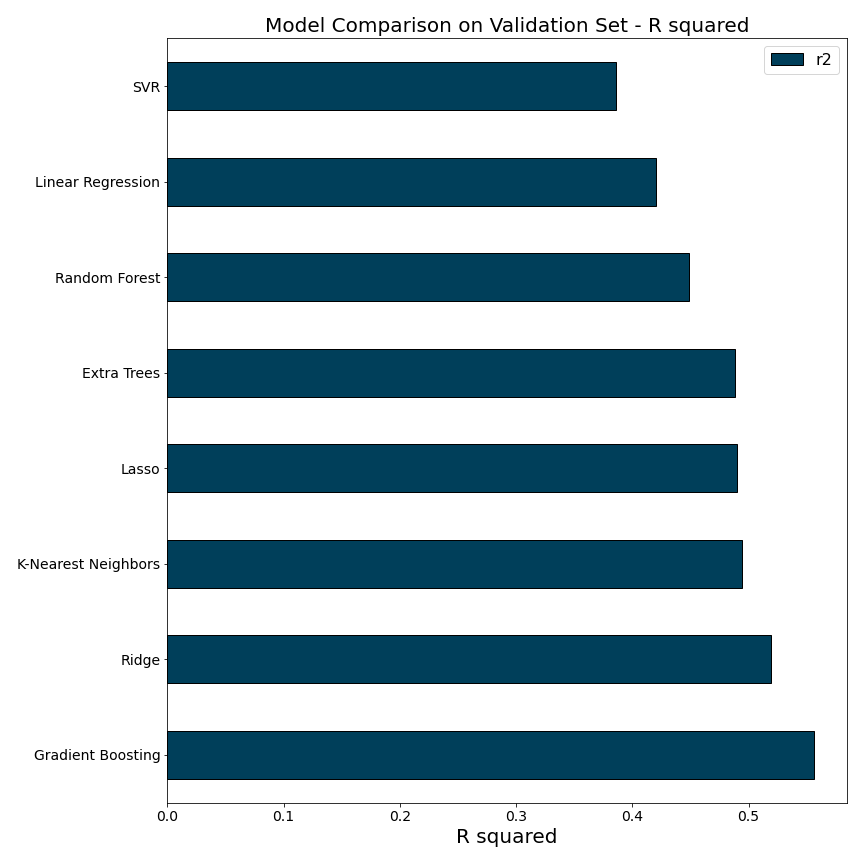 Model Comparison on Validation Set - R squared
r2
SVR
Linear Regression
Random Forest
Extra Trees
Lasso
K-Nearest Neighbors
Ridge
Gradient Boosting
0.0 0.1 0.2 0.3 0.4 0.5
R squared